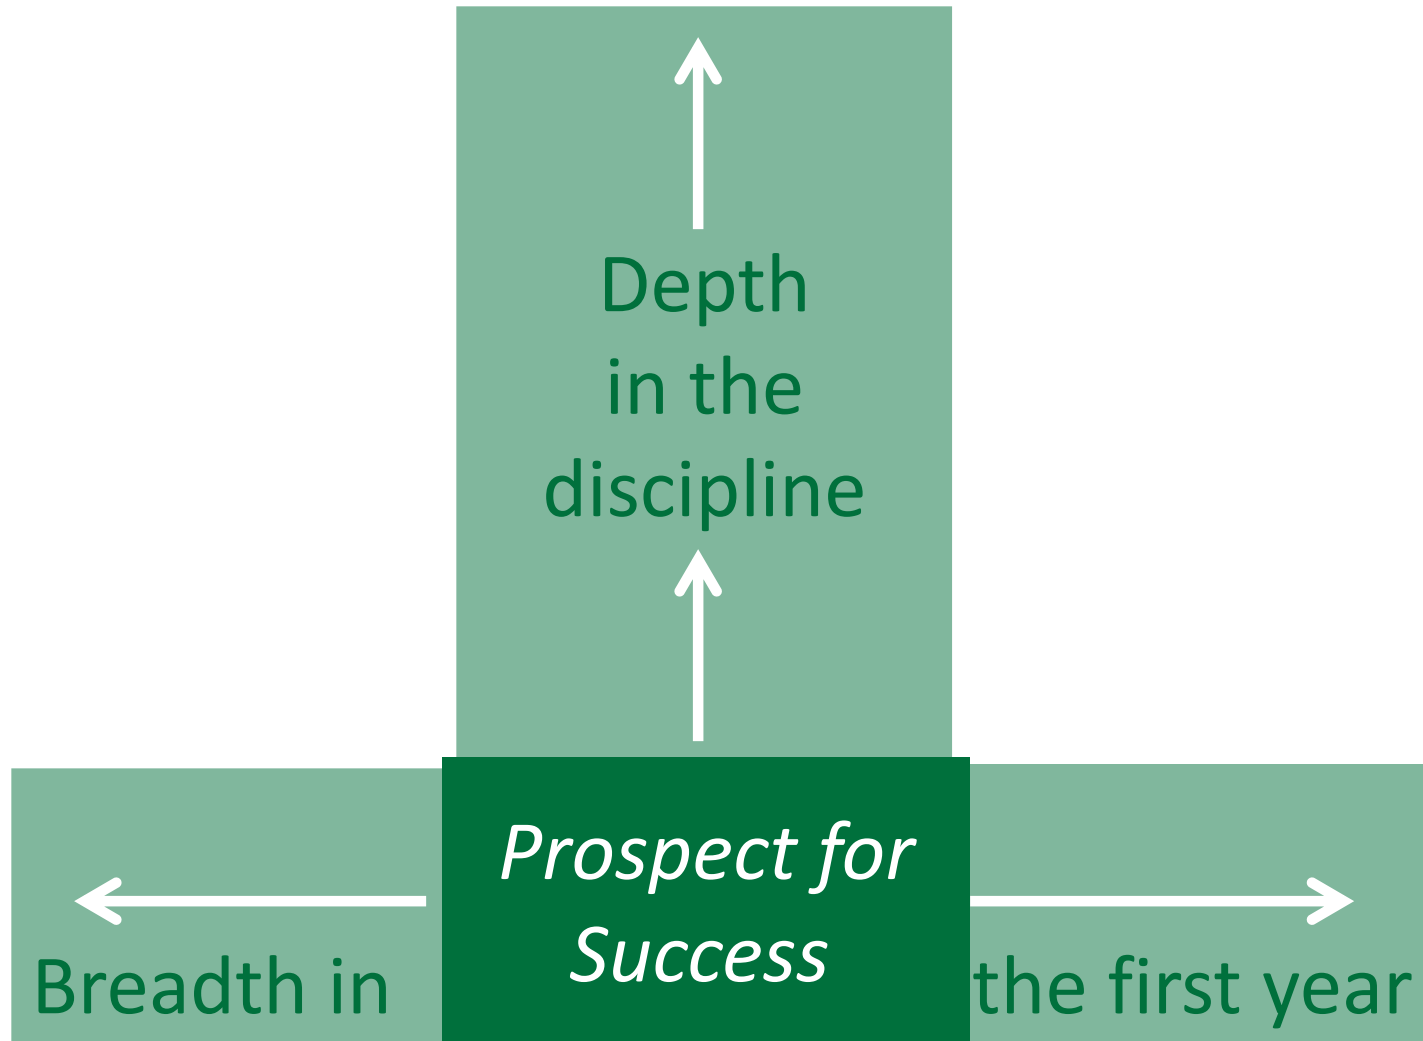 Depth
in the
discipline
Prospect for
Success
Breadth in
the first year